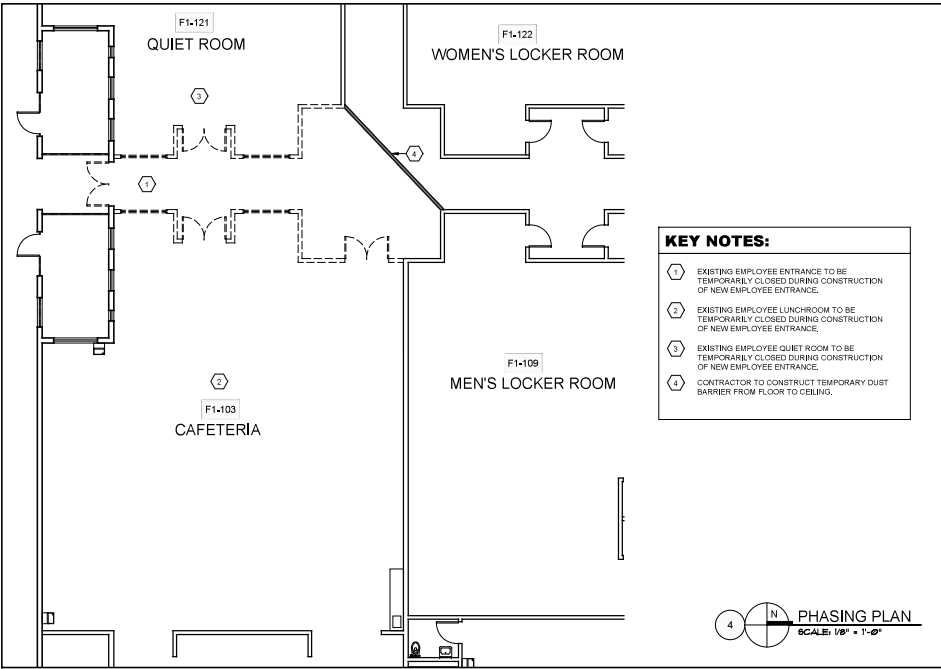 F1-121
QUIET ROOM
F1-122
WOMEN'S LOCKER ROOM
3
4
1
KEY NOTES:
1 EXISTING EMPLOYEE ENTRANCE TO BE
TEMPORARILY CLOSED DURING CONSTRUCTION
OF NEW EMPLOYEE ENTRANCE.
2 EXISTING EMPLOYEE LUNCHROOM TO BE
TEMPORARILY CLOSED DURING CONSTRUCTION
OF NEW EMPLOYEE ENTRANCE.
3 EXISTING EMPLOYEE QUIET ROOM TO BE
TEMPORARILY CLOSED DURING CONSTRUCTION
OF NEW EMPLOYEE ENTRANCE.
4 CONTRACTOR TO CONSTRUCT TEMPORARY DUST
BARRIER FROM FLOOR TO CEILING.
F1-109
MEN'S LOCKER ROOM
2
F1-103
CAFETERIA
4
N
PHASING PLAN
SCALE: 1/8" = 1'-0"